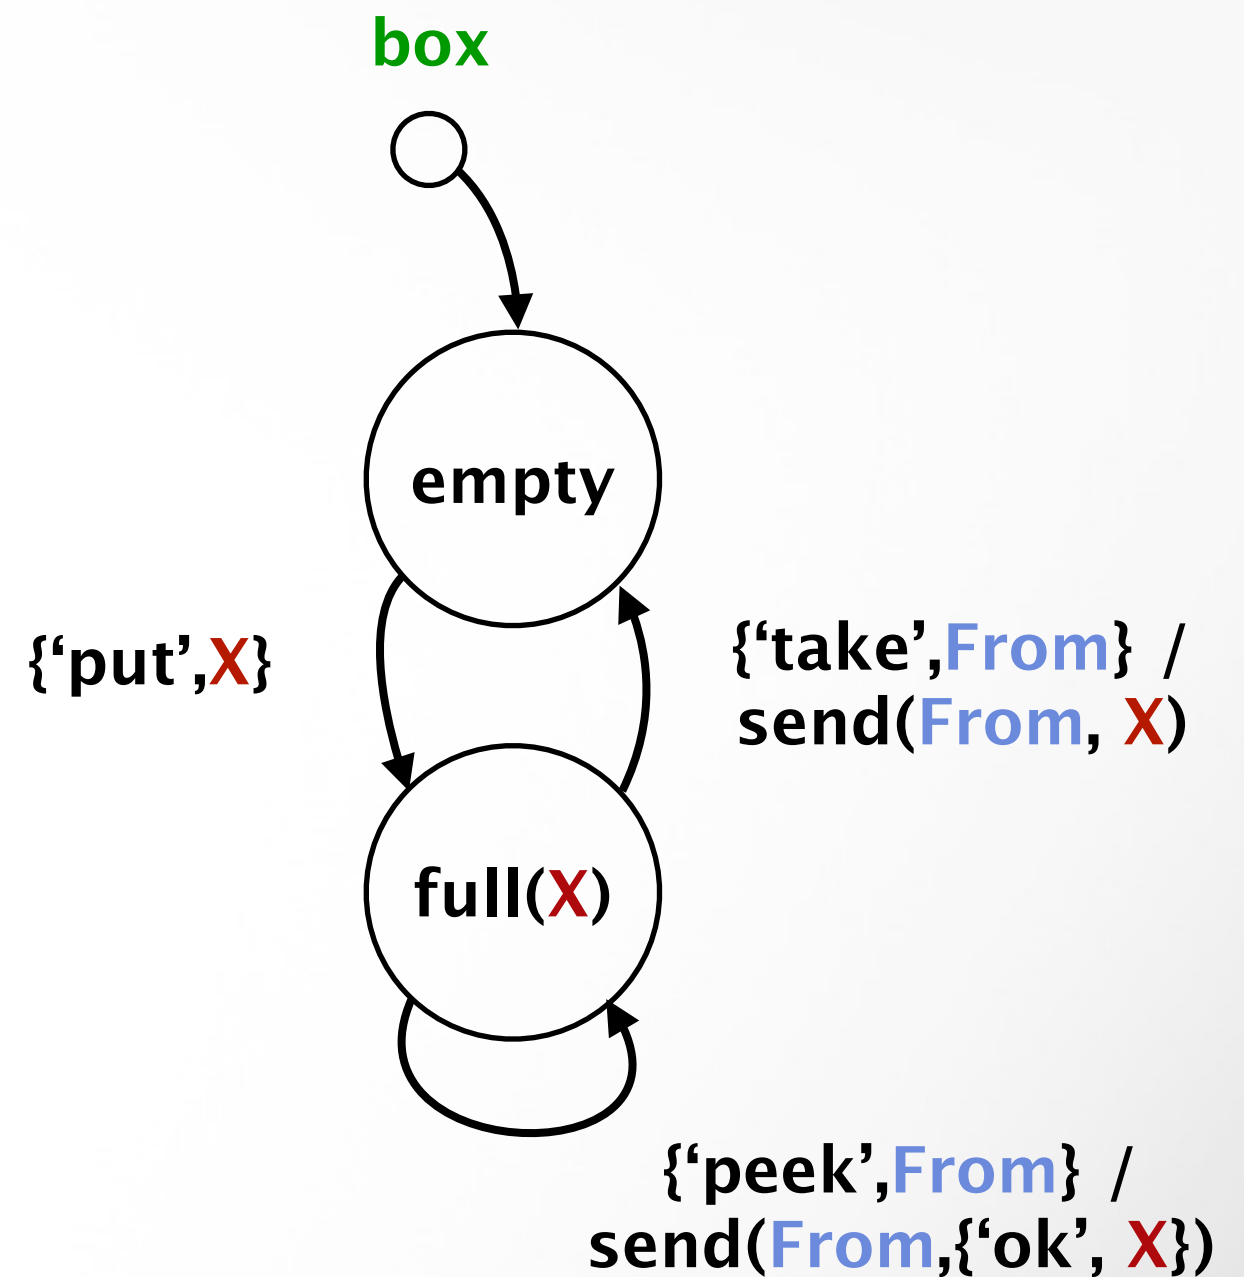 box
empty
{‘put’,X}
{‘take’,From} /
send(From, X)
full(X)
{‘peek’,From} /
send(From,{‘ok’, X})